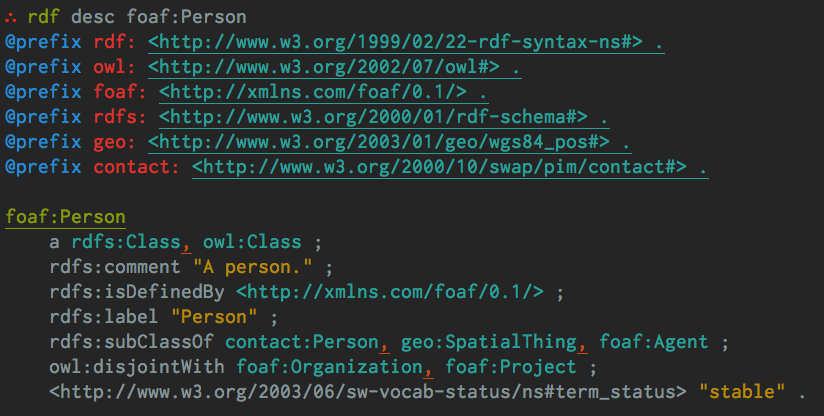 ∴ rdf desc foaf:Person
@prefix rdf: <http://www.w3.org/1999/02/22-rdf-syntax-ns#> .
@prefix owl: <http://www.w3.org/2002/07/owl#> .
@prefix foaf: <http://xmlns.com/foaf/0.1/> .
@prefix rdfs: <http://www.w3.org/2000/01/rdf-schema#> .
@prefix geo: <http://www.w3.org/2003/01/geo/wgs84_pos#> .
@prefix contact: <http://www.w3.org/2000/10/swap/pim/contact#> .
foaf:Person
a rdfs:Class, owl:Class ;
rdfs:comment "A person." ;
rdfs:isDefinedBy <http://xmlns.com/foaf/0.1/> ;
rdfs:label "Person" ;
rdfs:subClassOf contact:Person, geo:SpatialThing, foaf:Agent ;
owl:disjointWith foaf:Organization, foaf:Project ;
<http://www.w3.org/2003/06/sw-vocab-status/ns#term_status> "stable" .